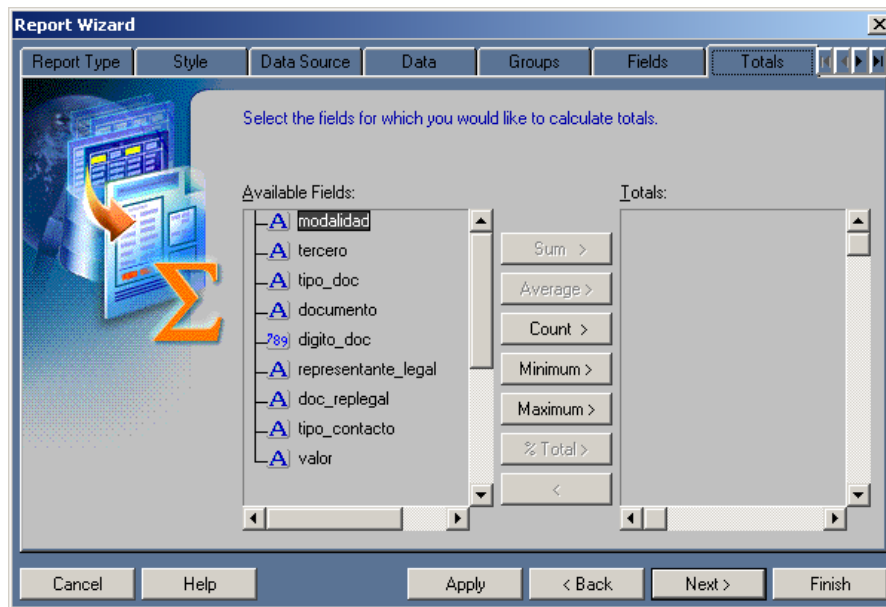 Report Wizard
Report Type Style Data Source Data Groups Fields Totals
Select the fields for which you would like to calculate totals.
Available Fields:
Totals:
A modalidad
A tercero
A tipo_doc
A documento
789 digito_doc
A representante_legal
A doc_replegal
A tipo_contacto
A valor
Sum >
Average >
Count >
Minimum >
Maximum >
% Total >
<
Σ
Cancel Help Apply < Back Next > Finish